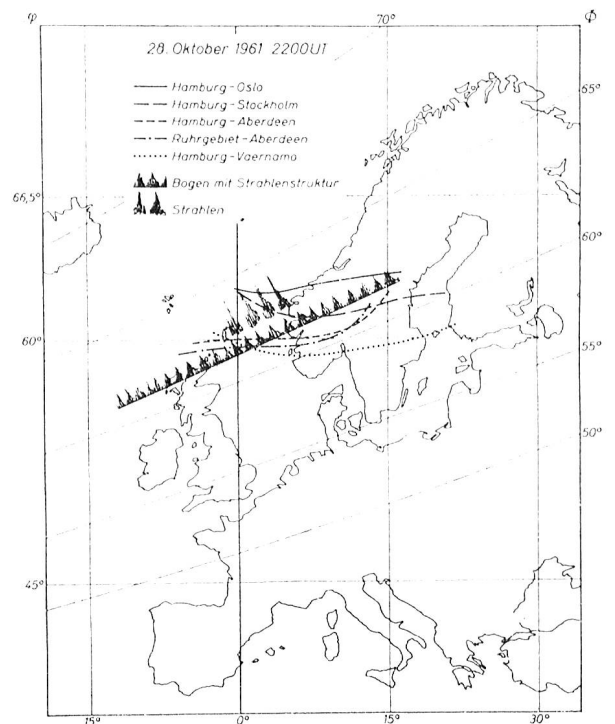 φ
70°
Φ
28. Oktober 1961 2200UT
65°
Hamburg-Oslo
Hamburg-Stockholm
Hamburg-Aberdeen
Ruhrgebiet-Aberdeen
Hamburg-Vaernamo
Bogen mit Strahlenstruktur
Strahlen
66,5°
60°
60°
55°
50°
45°
15°
0°
15°
30°